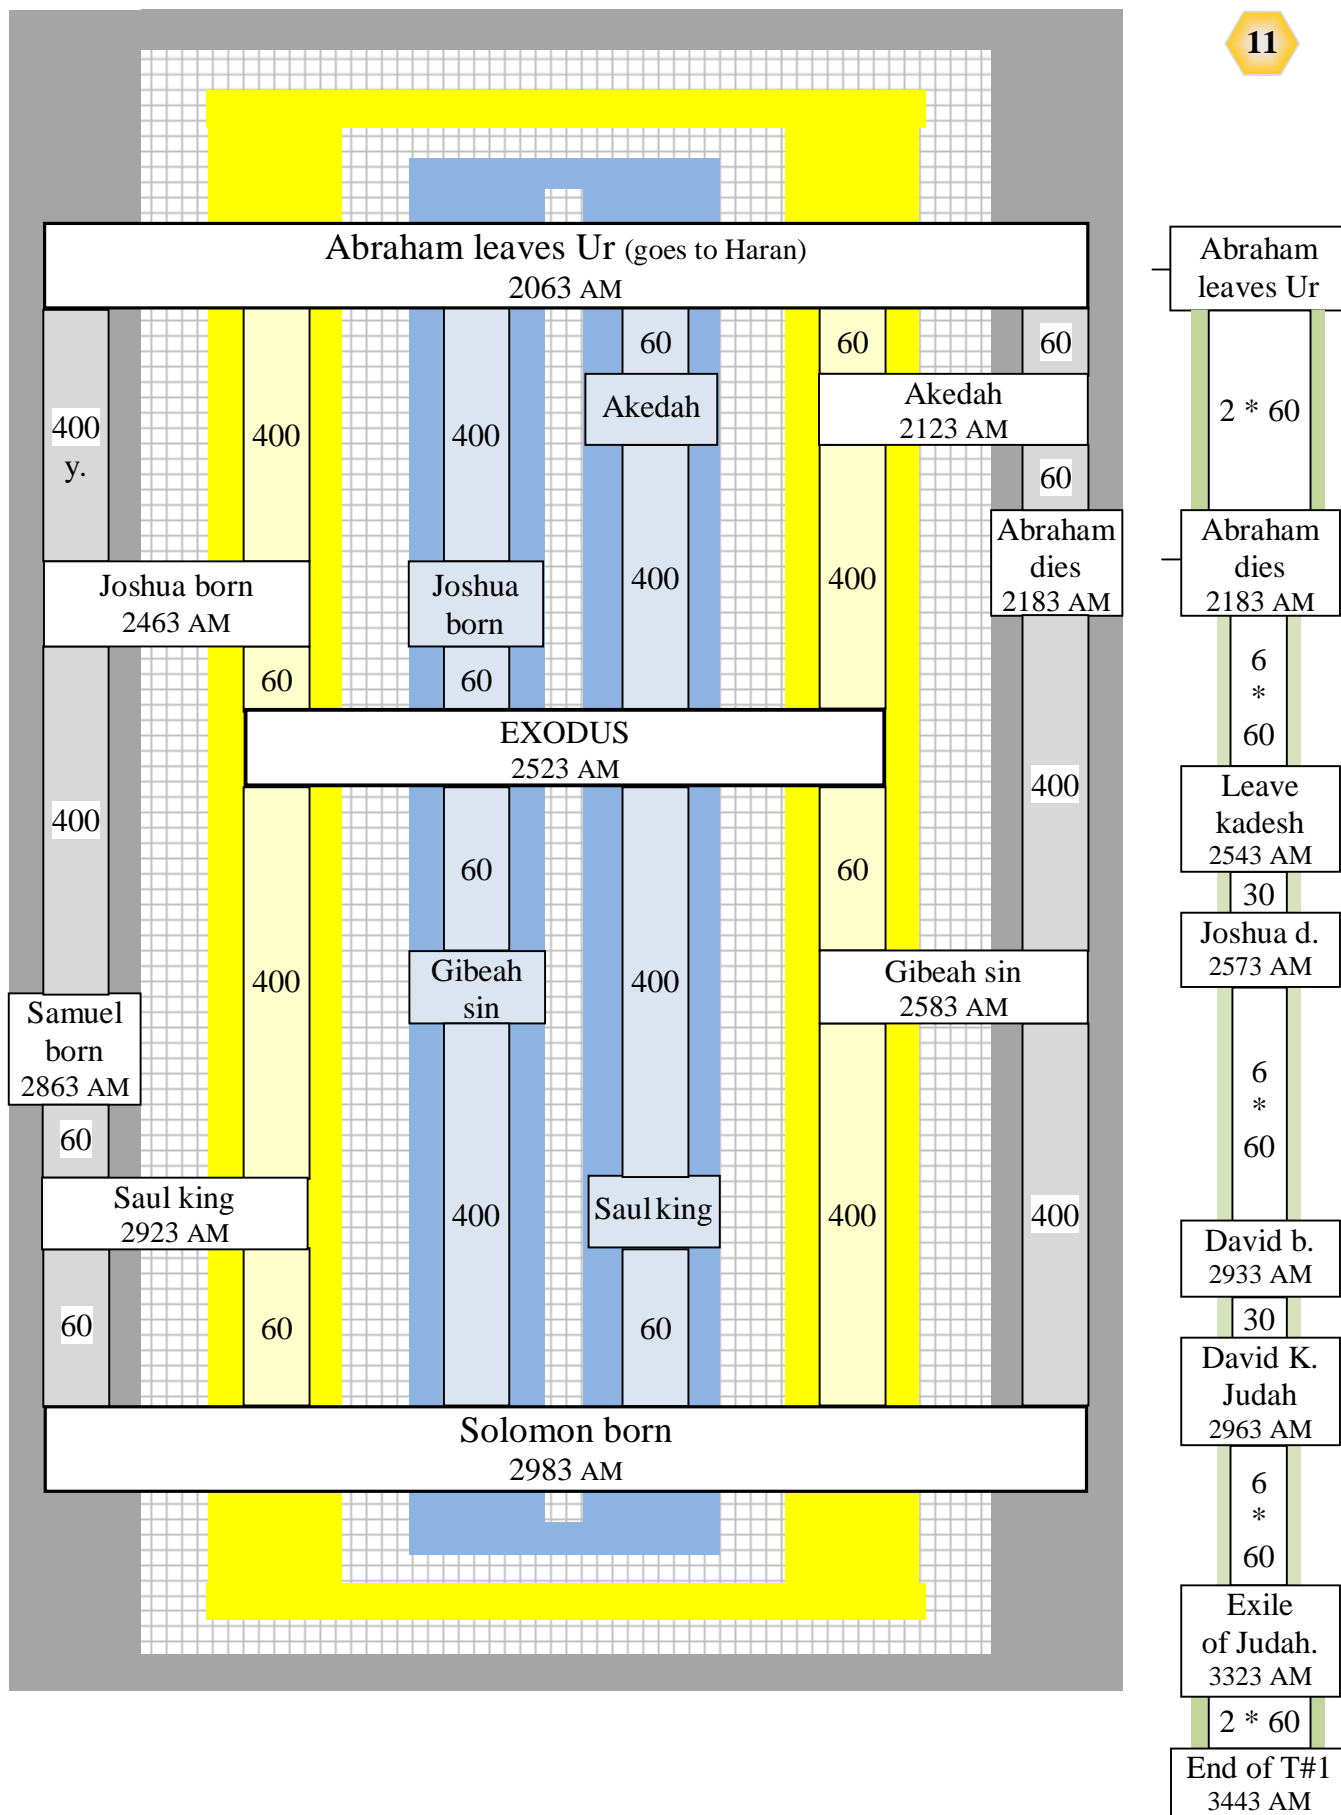 11
Abraham leaves Ur (goes to Haran)
2063 AM
400
y.
400
400
60
60
60
Akedah
Akedah
2123 AM
60
Joshua born
2463 AM
Joshua
born
400
400
Abraham
dies
2183 AM
60
60
EXODUS
2523 AM
400
400
60
400
60
400
Gibeah
sin
400
Gibeah sin
2583 AM
Samuel
born
2863 AM
60
Saul king
2923 AM
400
Saul king
400
400
60
60
60
Solomon born
2983 AM
Abraham
leaves Ur
2 * 60
Abraham
dies
2183 AM
6
*
60
Leave
kadesh
2543 AM
30
Joshua d.
2573 AM
6
*
60
David b.
2933 AM
30
David K.
Judah
2963 AM
6
*
60
Exile
of Judah.
3323 AM
2 * 60
End of T#1
3443 AM